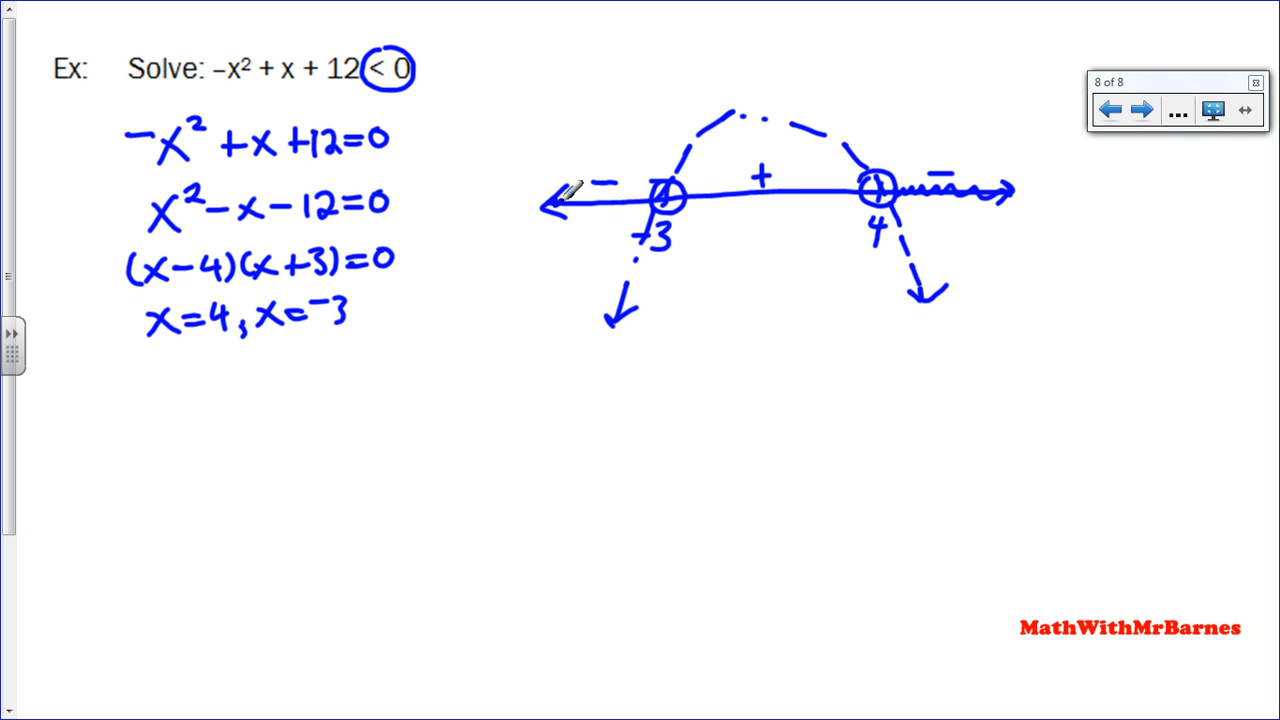 Ex: Solve: –x² + x + 12 < 0
-x² + x + 12 = 0
x² - x - 12 = 0
(x - 4)(x + 3) = 0
x = 4, x = -3
- + -
-3 4
8 of 8
...
MathWithMrBarnes